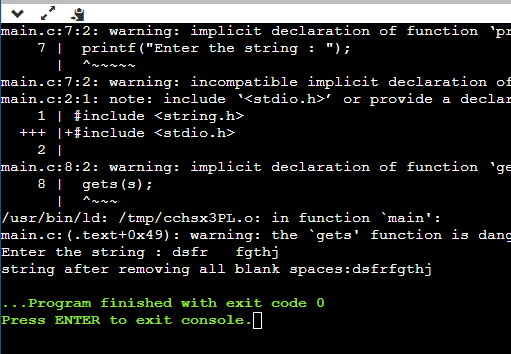 main.c:7:2: warning: implicit declaration of function ‘pr
7 |  printf("Enter the string : ");
|  ^~~~~~
main.c:7:2: warning: incompatible implicit declaration of
main.c:2:1: note: include ‘<stdio.h>’ or provide a declar
1 | #include <string.h>
+++ |+#include <stdio.h>
2 |
main.c:8:2: warning: implicit declaration of function ‘ge
8 |  gets(s);
|  ^~~~
/usr/bin/ld: /tmp/cchsx3PL.o: in function `main':
main.c:(.text+0x49): warning: the `gets' function is dang
Enter the string : dsfr   fgthj
string after removing all blank spaces:dsfrfgthj
...Program finished with exit code 0
Press ENTER to exit console.